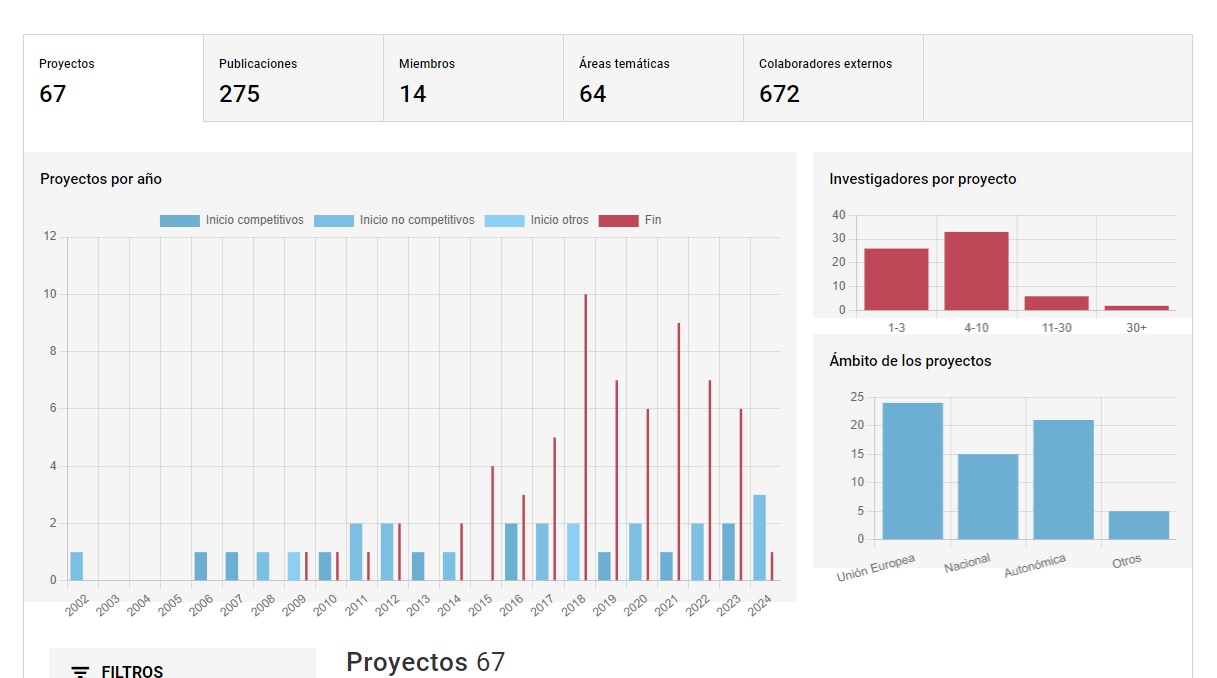 Proyectos Publicaciones Miembros Áreas temáticas Colaboradores externos
67 275 14 64 672
Proyectos por año
Inicio competitivos Inicio no competitivos Inicio otros Fin
12
10
8
6
4
2
0
2002 2003 2004 2005 2006 2007 2008 2009 2010 2011 2012 2013 2014 2015 2016 2017 2018 2019 2020 2021 2022 2023 2024
Investigadores por proyecto
40
30
20
10
0
1-3 4-10 11-30 30+
Ámbito de los proyectos
25
20
15
10
5
0
Unión Europea Nacional Autonómica Otros
FILTROS
Proyectos 67